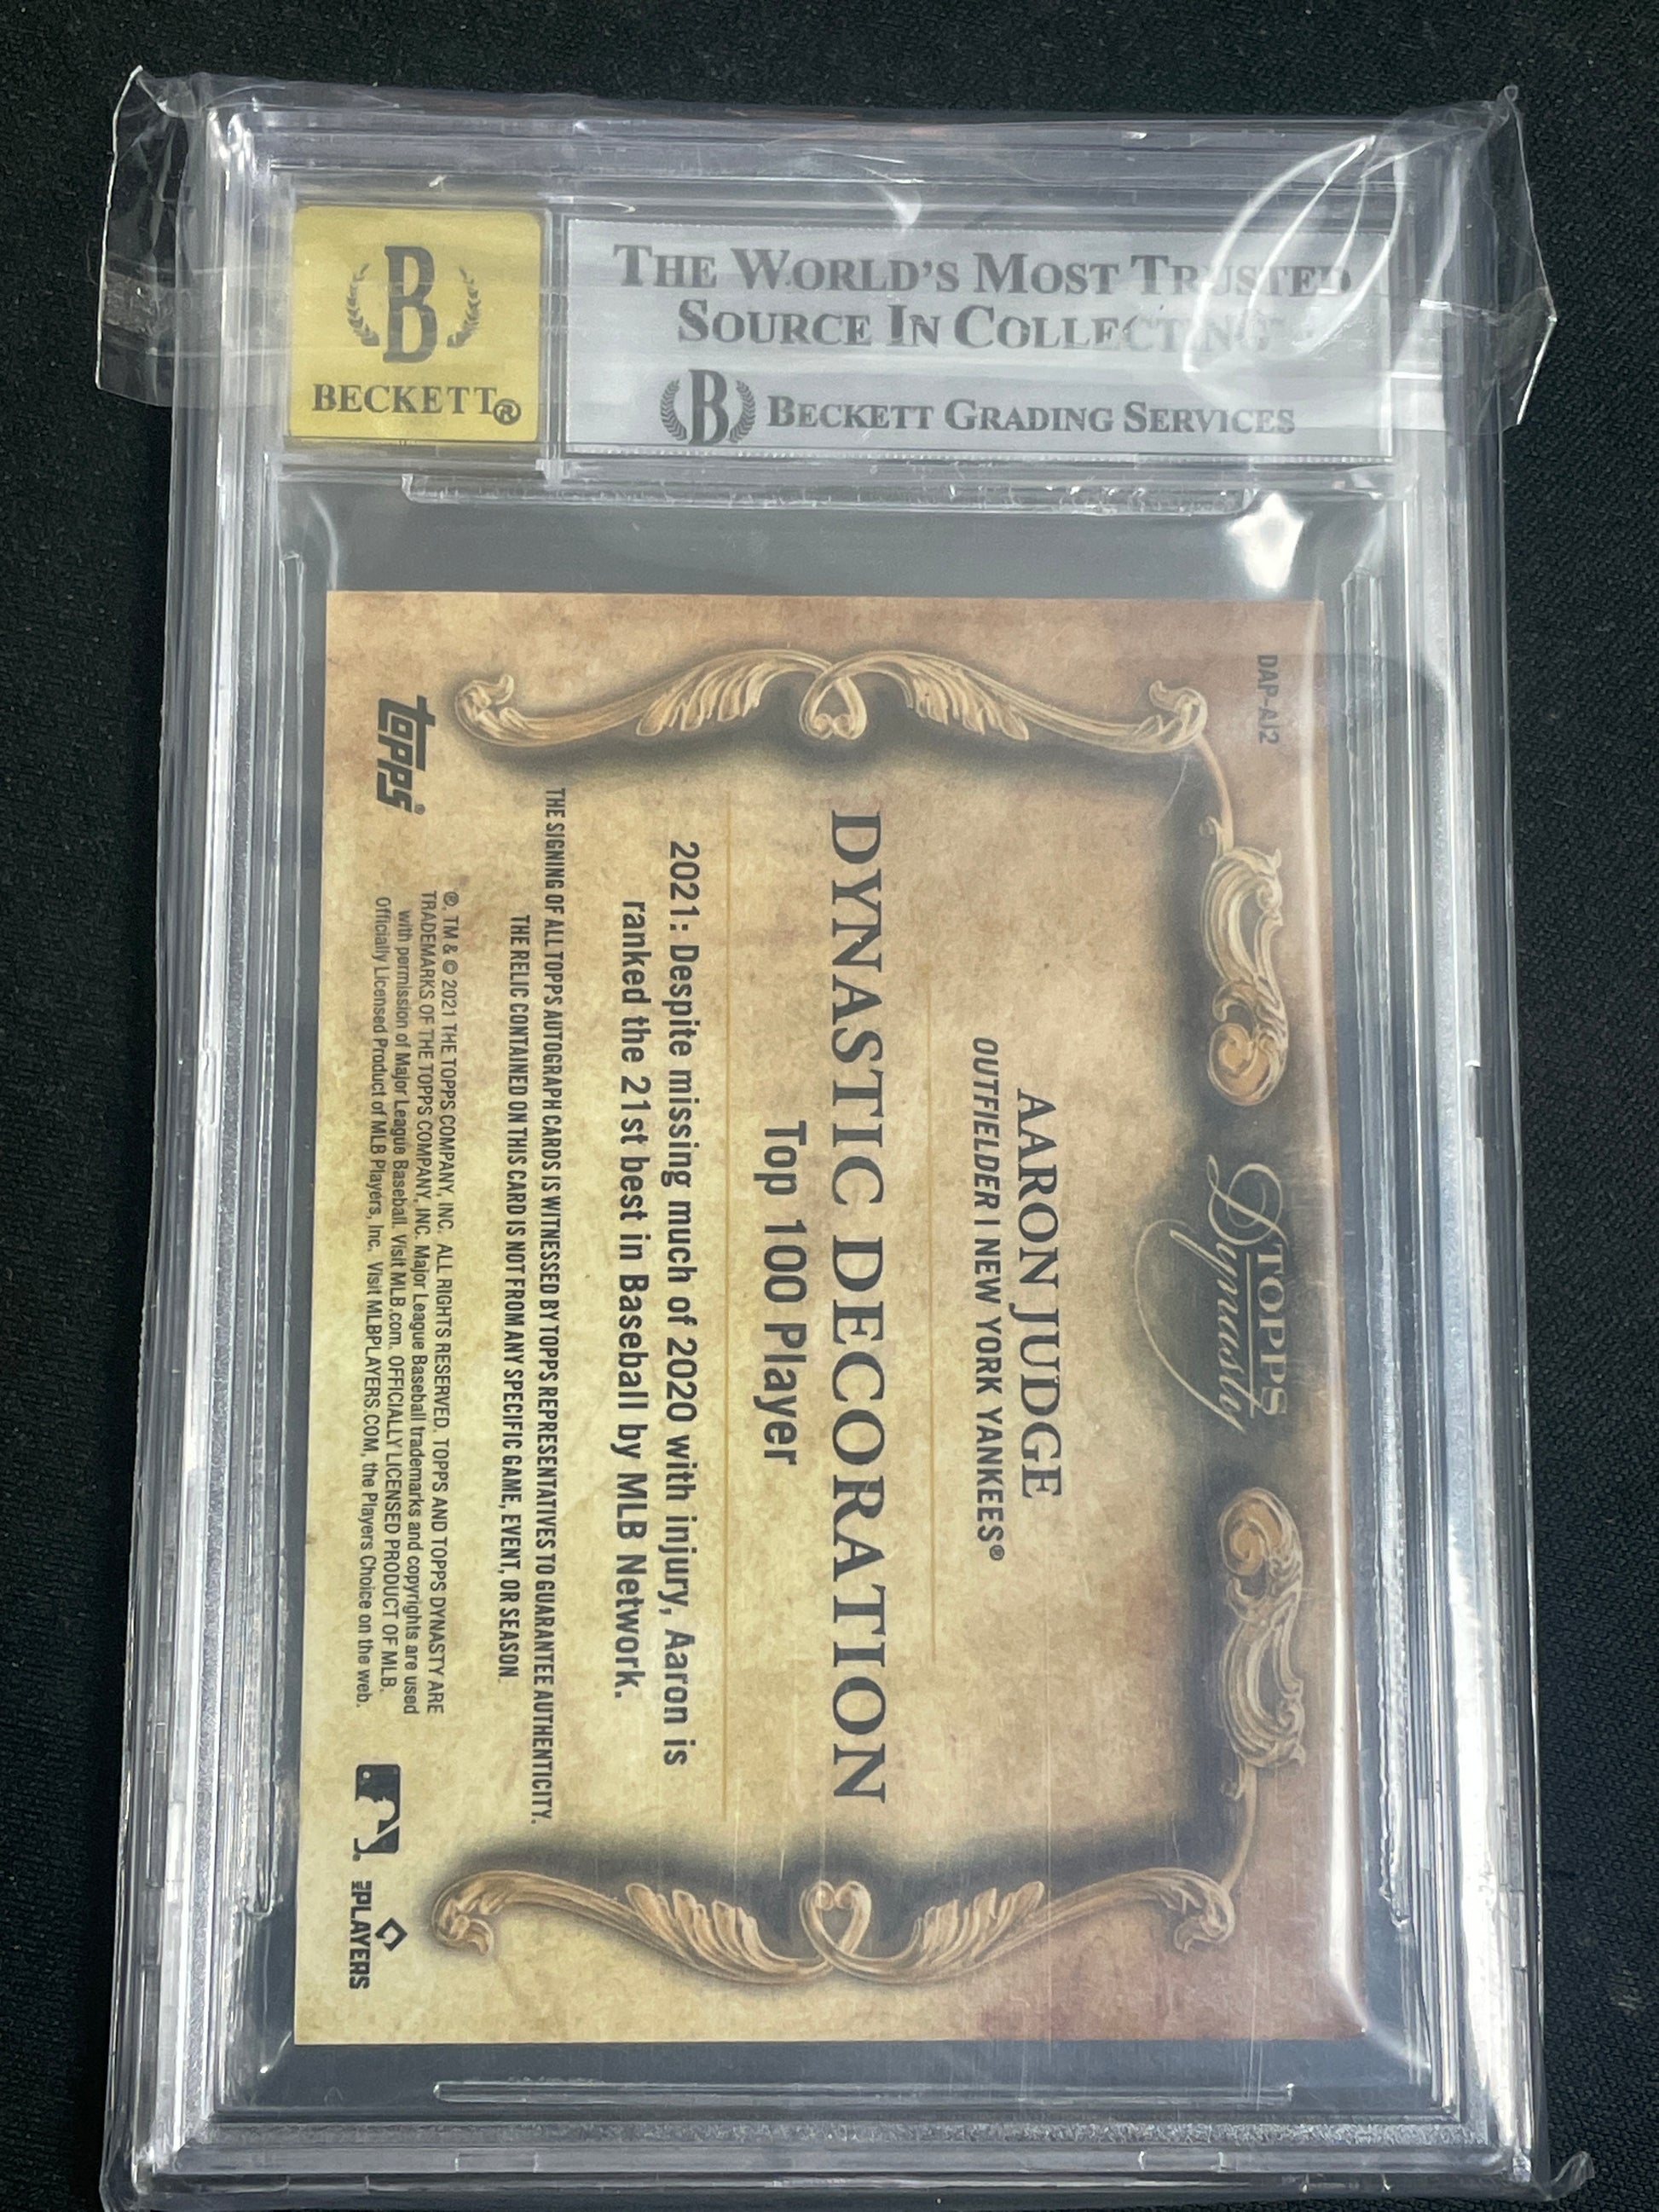 B
BECKETT®
THE WORLD'S MOST TRUSTED
SOURCE IN COLLECTING
B BECKETT GRADING SERVICES
DAP-AJ2
TOPPS
Dynasty
AARON JUDGE
OUTFIELDER | NEW YORK YANKEES®
DYNASTIC DECORATION
Top 100 Player
2021: Despite missing much of 2020 with injury, Aaron is
ranked the 21st best in Baseball by MLB Network.
THE SIGNING OF ALL TOPPS AUTOGRAPH CARDS IS WITNESSED BY TOPPS REPRESENTATIVES TO GUARANTEE AUTHENTICITY.
THE RELIC CONTAINED ON THIS CARD IS NOT FROM ANY SPECIFIC GAME, EVENT, OR SEASON.
topps®
®, TM & © 2021 THE TOPPS COMPANY, INC. ALL RIGHTS RESERVED. TOPPS AND TOPPS DYNASTY ARE
TRADEMARKS OF THE TOPPS COMPANY, INC. Major League Baseball trademarks and copyrights are used
with permission of Major League Baseball. Visit MLB.com. OFFICIALLY LICENSED PRODUCT OF MLB.
Officially Licensed Product of MLB Players, Inc. Visit MLBPLAYERS.COM, the Players Choice on the web.
MLB PLAYERS